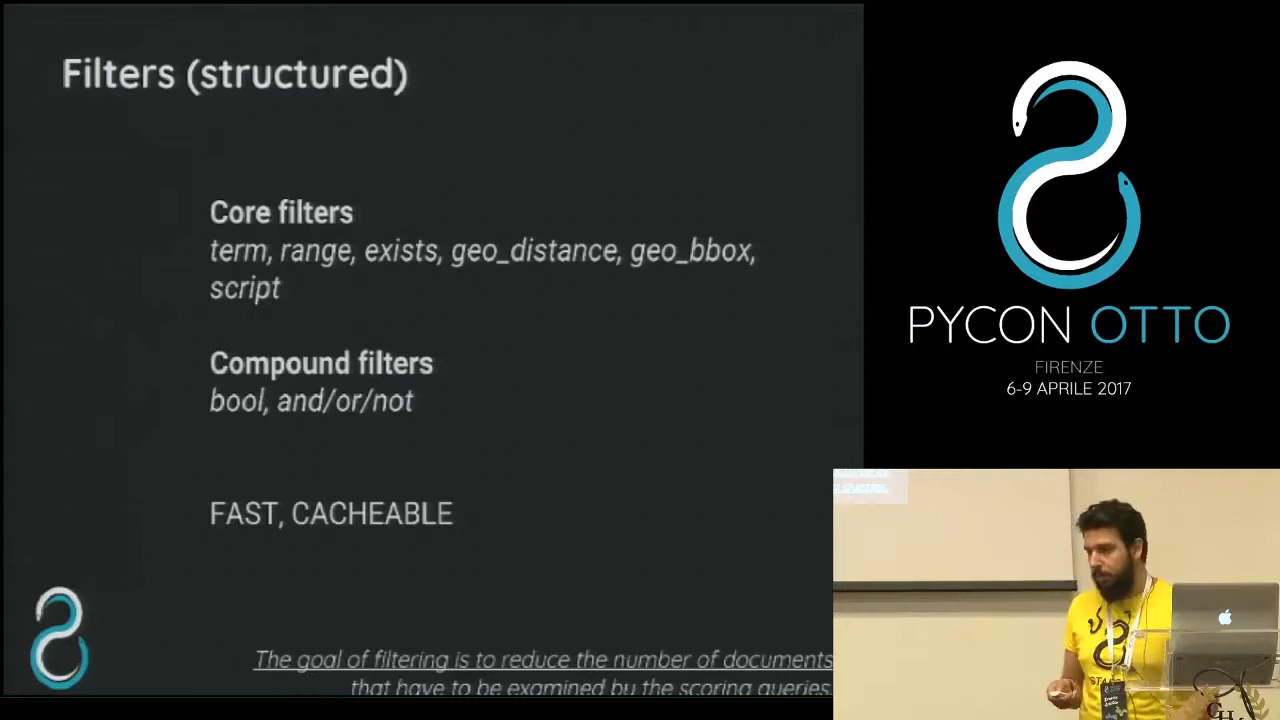 Filters (structured)
Core filters
term, range, exists, geo_distance, geo_bbox,
script
Compound filters
bool, and/or/not
FAST, CACHEABLE
The goal of filtering is to reduce the number of documents
that have to be examined by the scoring queries.
PYCON OTTO
FIRENZE
6-9 APRILE 2017